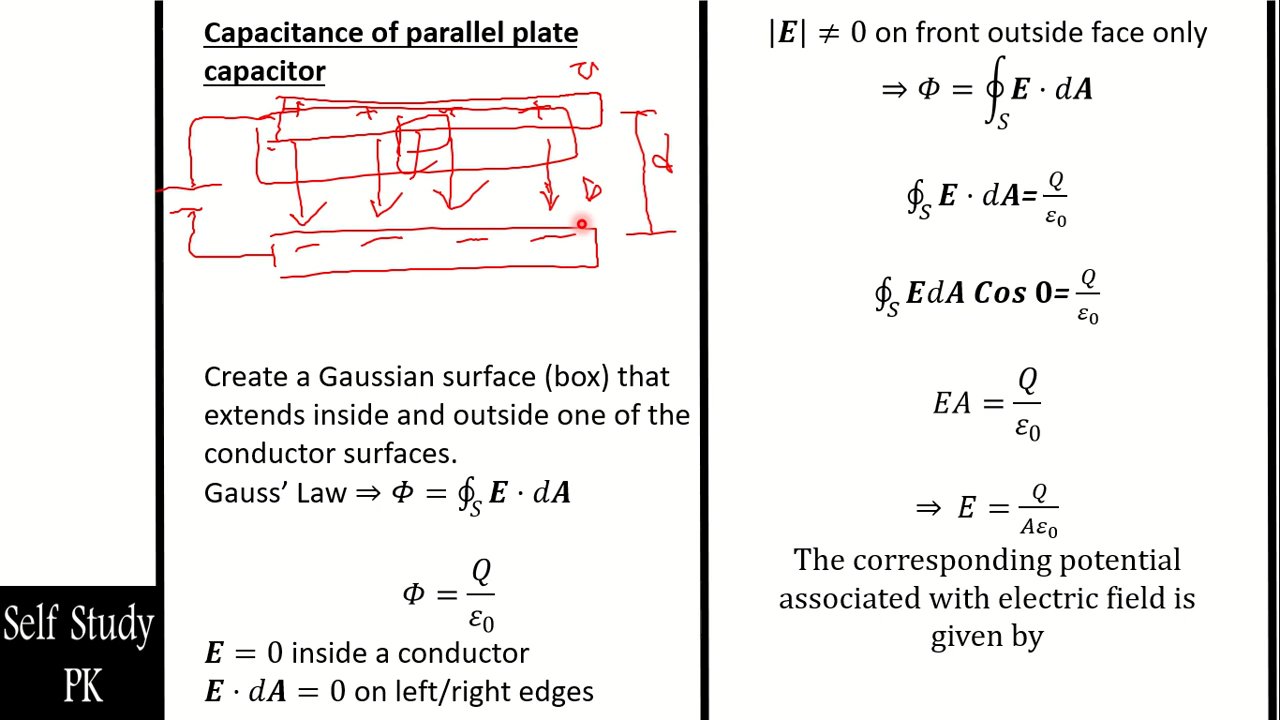 Capacitance of parallel plate
capacitor
d
Create a Gaussian surface (box) that
extends inside and outside one of the
conductor surfaces.
Gauss’ Law ⇒ Φ = ∮_S E · dA
Φ = Q/ε₀
E = 0 inside a conductor
E · dA = 0 on left/right edges
|E| ≠ 0 on front outside face only
⇒ Φ = ∮_S E · dA
∮_S E · dA= Q/ε₀
∮_S EdA Cos 0= Q/ε₀
EA = Q/ε₀
⇒ E = Q/Aε₀
The corresponding potential
associated with electric field is
given by
Self Study
PK